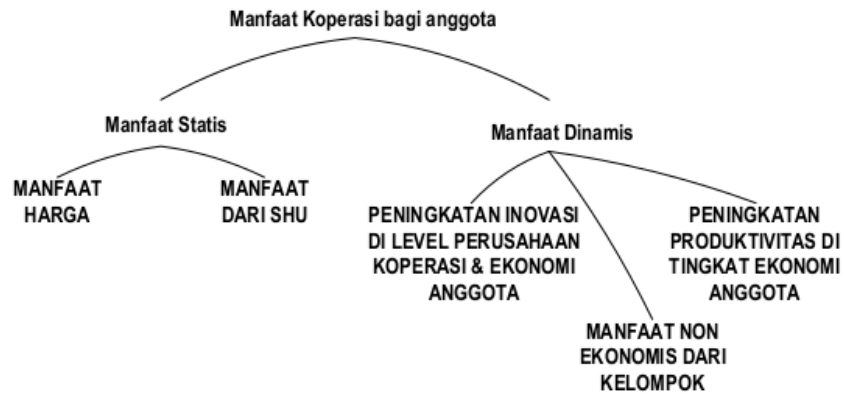 Manfaat Koperasi bagi anggota
Manfaat Statis
Manfaat Dinamis
MANFAAT
HARGA
MANFAAT
DARI SHU
PENINGKATAN INOVASI
DI LEVEL PERUSAHAAN
KOPERASI & EKONOMI
ANGGOTA
PENINGKATAN
PRODUKTIVITAS DI
TINGKAT EKONOMI
ANGGOTA
MANFAAT NON
EKONOMIS DARI
KELOMPOK